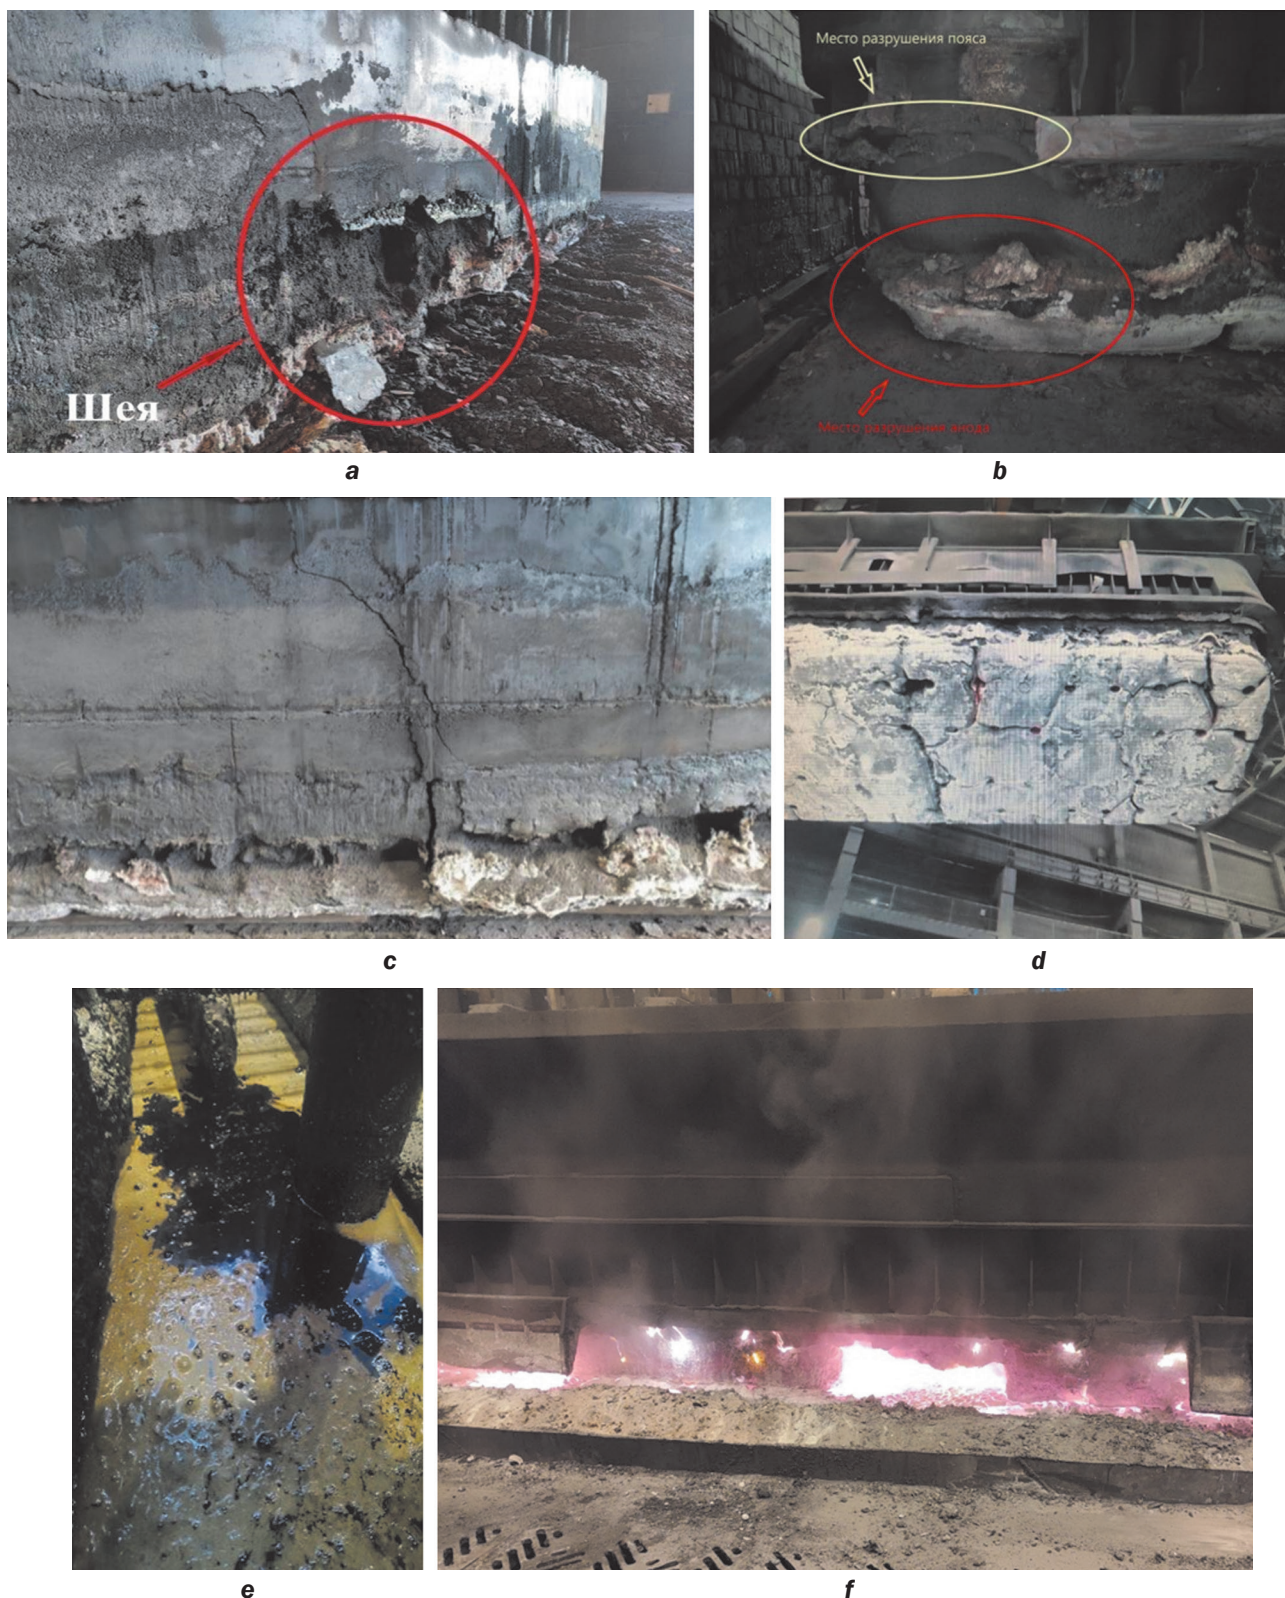 Шея
a
Место разрушения пояса
Место разрушения анода
b
c
d
e
f